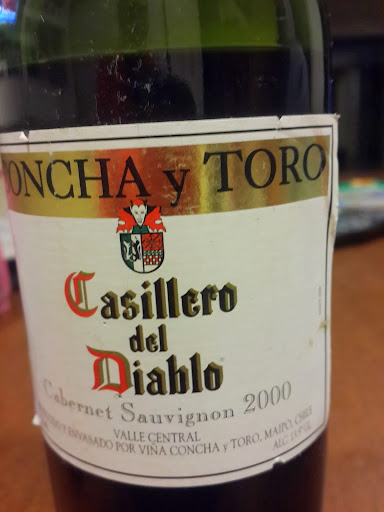 CONCHA y TORO
Casillero
del
Diablo
Cabernet Sauvignon 2000
VALLE CENTRAL
Y ENVASADO POR VIÑA CONCHA y TORO, MAIPO, CHILE